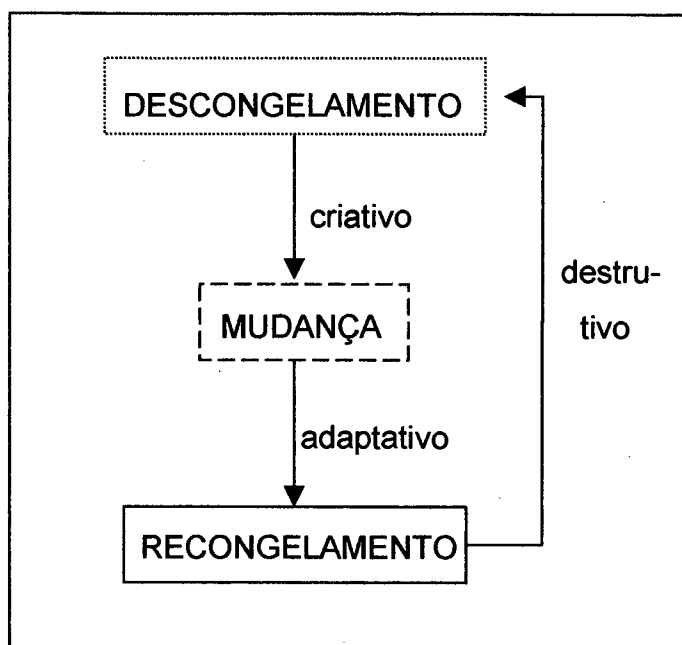 DESCONGELAMENTO
criativo
destru-
tivo
MUDANÇA
adaptativo
RECONGELAMENTO